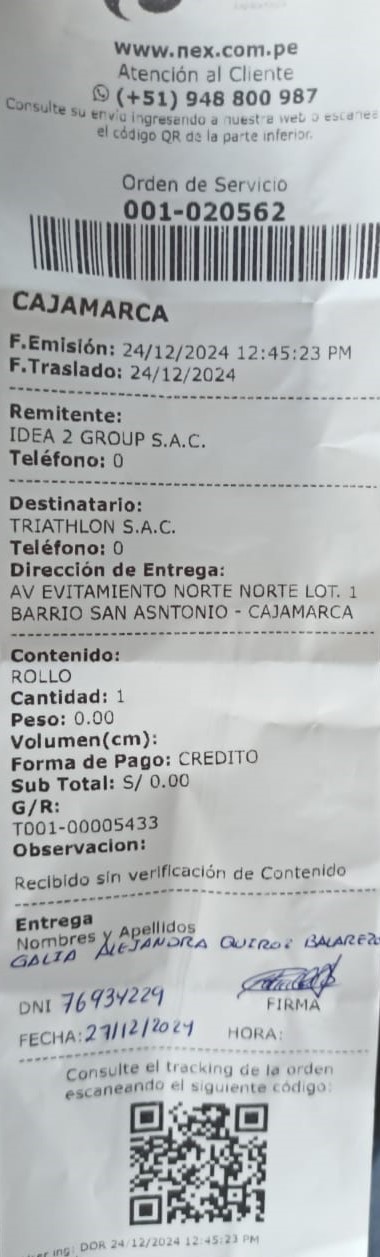 www.nex.com.pe
Atención al Cliente
(+51) 948 800 987
Consulte su envío ingresando a nuestra web o escanee
el código QR de la parte inferior.
Orden de Servicio
001-020562
CAJAMARCA
F.Emisión: 24/12/2024 12:45:23 PM
F.Traslado: 24/12/2024
Remitente:
IDEA 2 GROUP S.A.C.
Teléfono: 0
Destinatario:
TRIATHLON S.A.C.
Teléfono: 0
Dirección de Entrega:
AV EVITAMIENTO NORTE NORTE LOT. 1
BARRIO SAN ASNTONIO - CAJAMARCA
Contenido:
ROLLO
Cantidad: 1
Peso: 0.00
Volumen(cm):
Forma de Pago: CREDITO
Sub Total: S/ 0.00
G/R:
T001-00005433
Observacion:
Recibido sin verificación de Contenido
Entrega
Nombres y Apellidos
GALIA ALEJANDRA QUIROZ BALAREZO
DNI 76934229
FIRMA
FECHA: 27/12/2024 HORA:
Consulte el tracking de la orden
escaneando el siguiente código:
DOR 24/12/2024 12:45:23 PM